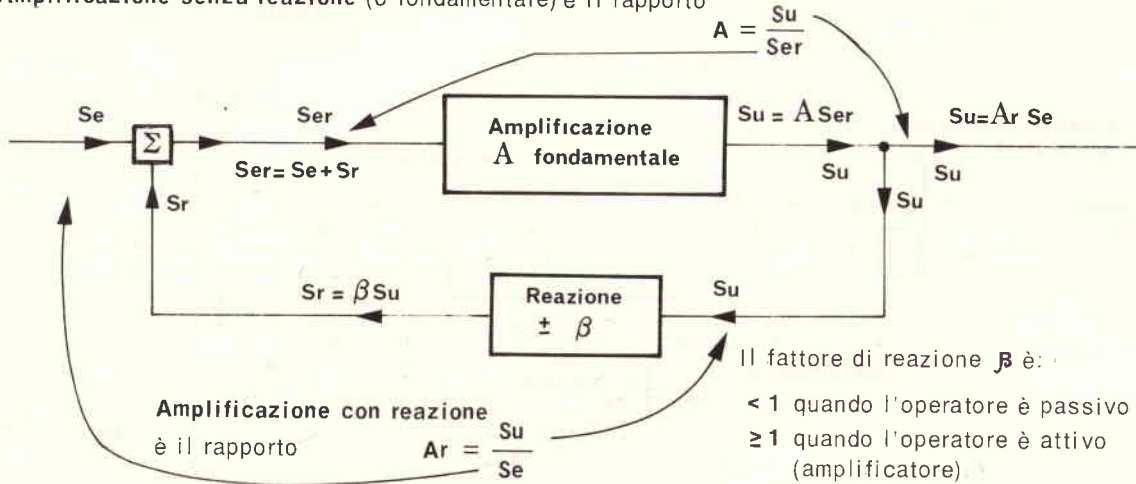 Amplificazione senza reazione (o fondamentale) è il rapporto
A = Su / Ser
Se
Σ
Ser
Ser = Se + Sr
Amplificazione
A fondamentale
Su = A Ser
Su
Su = Ar Se
Su
Su
Sr
Sr = β Su
Reazione
± β
Su
Il fattore di reazione β è:
< 1 quando l'operatore è passivo
≥ 1 quando l'operatore è attivo
(amplificatore)
Amplificazione con reazione
è il rapporto Ar = Su / Se